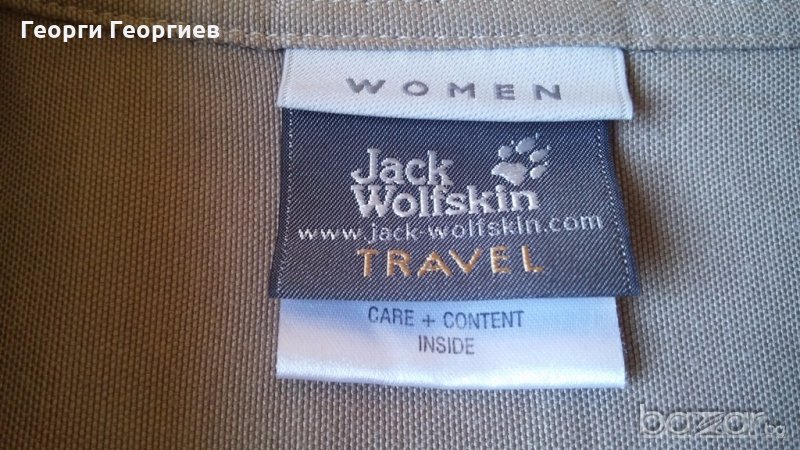 Георги Георгиев
WOMEN
Jack
Wolfskin
www.jack-wolfskin.com
TRAVEL
CARE + CONTENT
INSIDE
bazar.bg